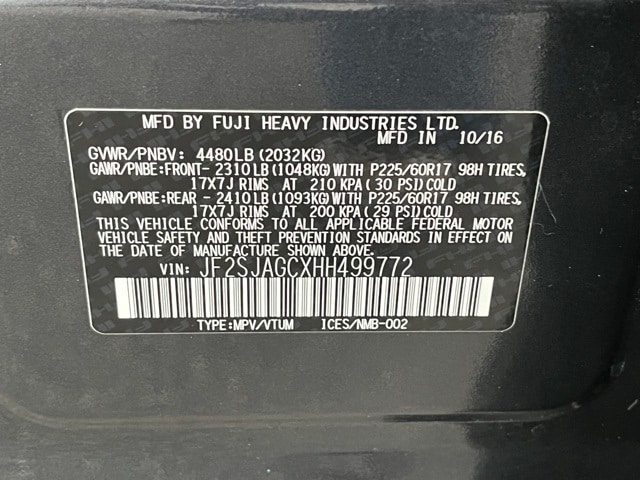 MFD BY FUJI HEAVY INDUSTRIES LTD.
MFD IN 10/16
GVWR/PNBV: 4480LB(2032KG)
GAWR/PNBE:FRONT- 2310LB(1048KG)WITH P225/60R17 98H TIRES,
17X7J RIMS AT 210 KPA(30 PSI)COLD
GAWR/PNBE:REAR - 2410LB(1093KG)WITH P225/60R17 98H TIRES,
17X7J RIMS AT 200 KPA(29 PSI)COLD
THIS VEHICLE CONFORMS TO ALL APPLICABLE FEDERAL MOTOR
VEHICLE SAFETY AND THEFT PREVENTION STANDARDS IN EFFECT ON
THE DATE OF MANUFACTURE SHOWN ABOVE.
VIN: JF2SJAGCXHH499772
TYPE:MPV/VTUM ICES/NMB-002